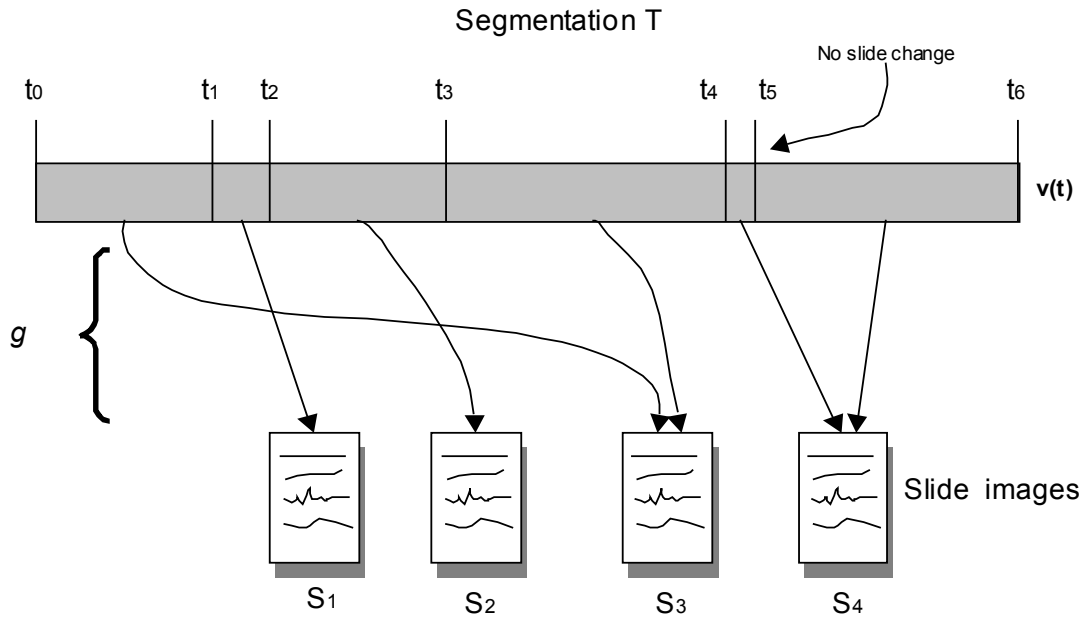 Segmentation T
No slide change
t0 t1 t2 t3 t4 t5 t6
v(t)
g
Slide images
S1 S2 S3 S4